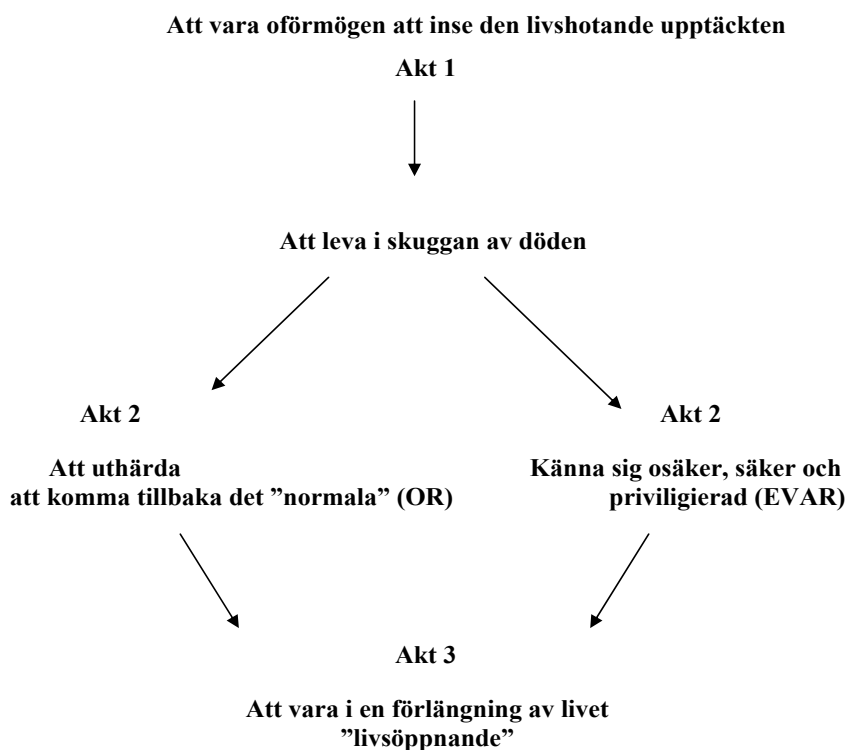 Att vara oförmögen att inse den livshotande upptäckten
Akt 1
Att leva i skuggan av döden
Akt 2
Att uthärda
att komma tillbaka det ”normala” (OR)
Akt 2
Känna sig osäker, säker och
priviligierad (EVAR)
Akt 3
Att vara i en förlängning av livet
”livsöppnande”